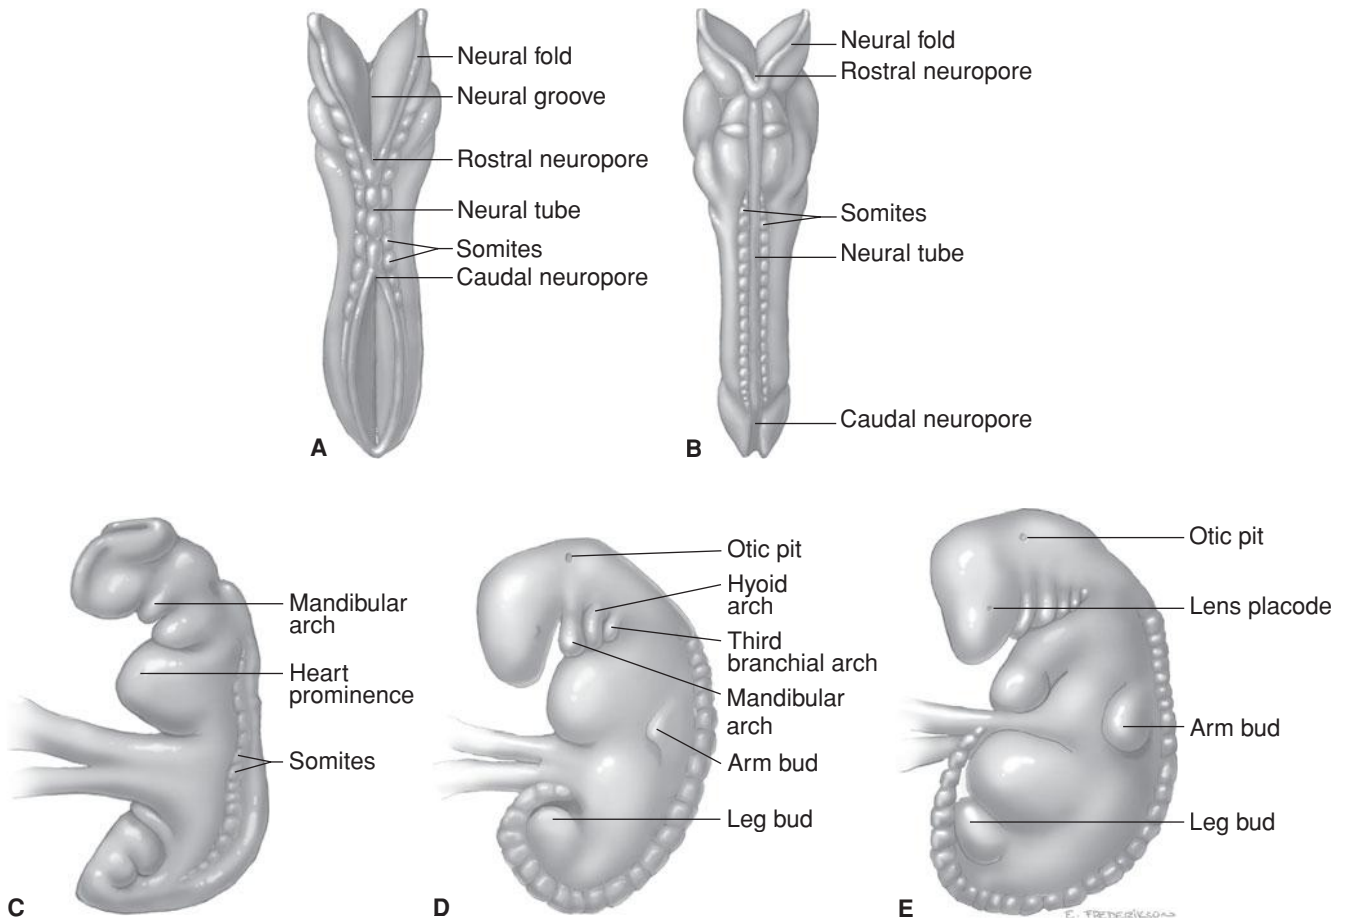 Neural fold
Neural groove
Rostral neuropore
Neural tube
Somites
Caudal neuropore
A
Neural fold
Rostral neuropore
Somites
Neural tube
Caudal neuropore
B
Mandibular
arch
Heart
prominence
Somites
C
Otic pit
Hyoid
arch
Third
branchial arch
Mandibular
arch
Arm bud
Leg bud
D
Otic pit
Lens placode
Arm bud
Leg bud
E
E. FREDERIKSON